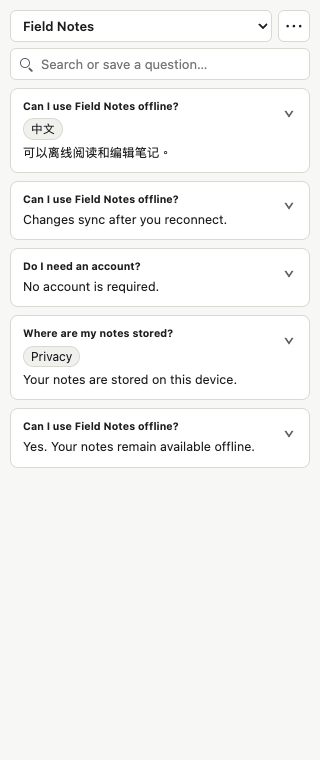 Field Notes
Search or save a question...
Can I use Field Notes offline?
中文
可以离线阅读和编辑笔记。
Can I use Field Notes offline?
Changes sync after you reconnect.
Do I need an account?
No account is required.
Where are my notes stored?
Privacy
Your notes are stored on this device.
Can I use Field Notes offline?
Yes. Your notes remain available offline.